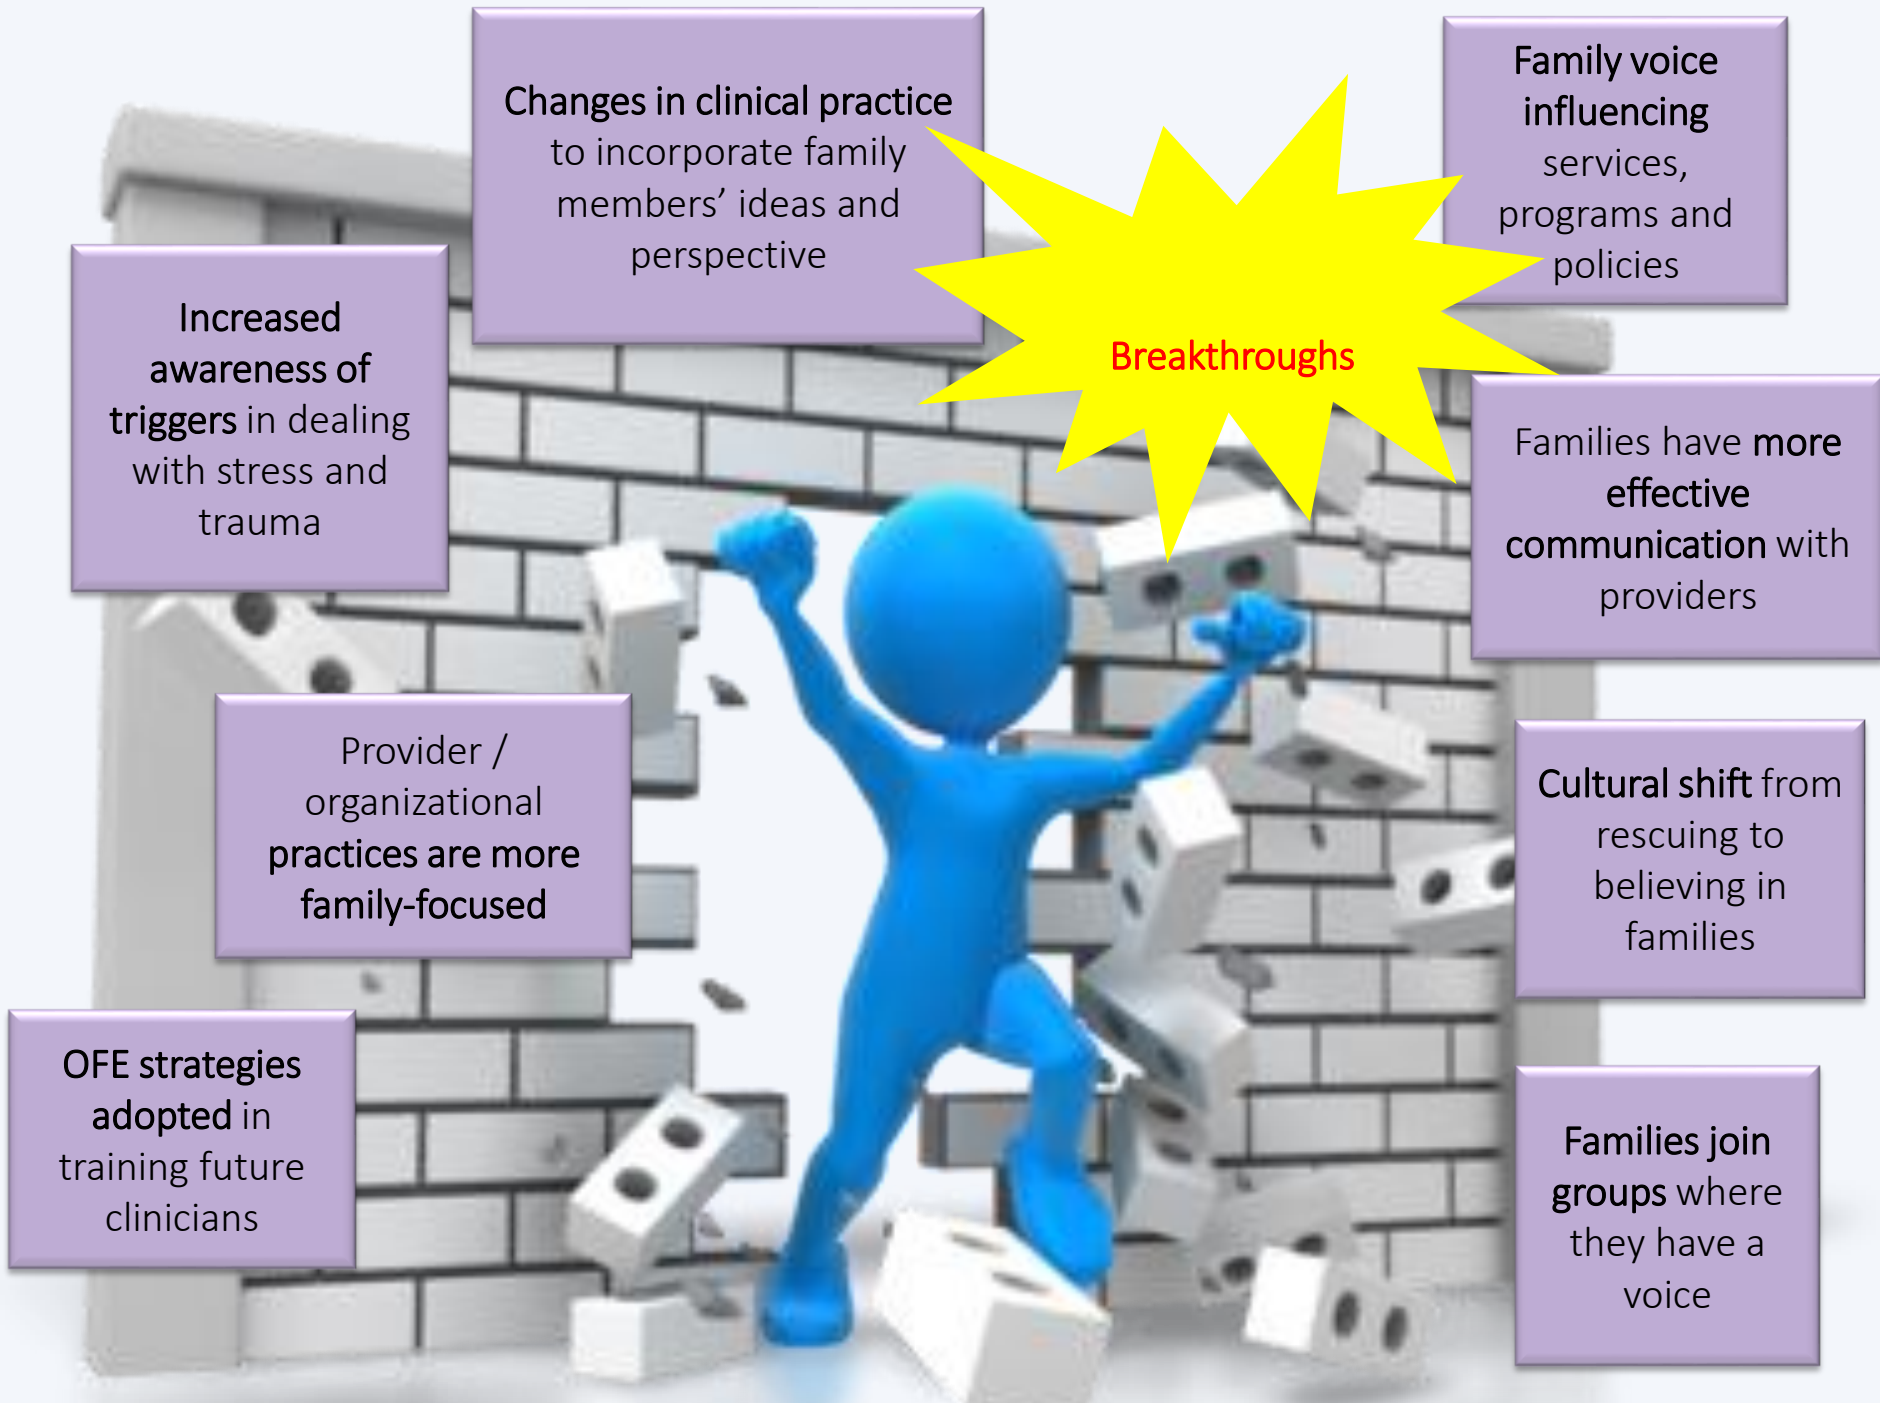 Changes in clinical practice
to incorporate family
members’ ideas and
perspective
Family voice
influencing
services,
programs and
policies
Increased
awareness of
triggers in dealing
with stress and
trauma
Breakthroughs
Families have more
effective
communication with
providers
Provider /
organizational
practices are more
family-focused
Cultural shift from
rescuing to
believing in
families
OFE strategies
adopted in
training future
clinicians
Families join
groups where
they have a
voice